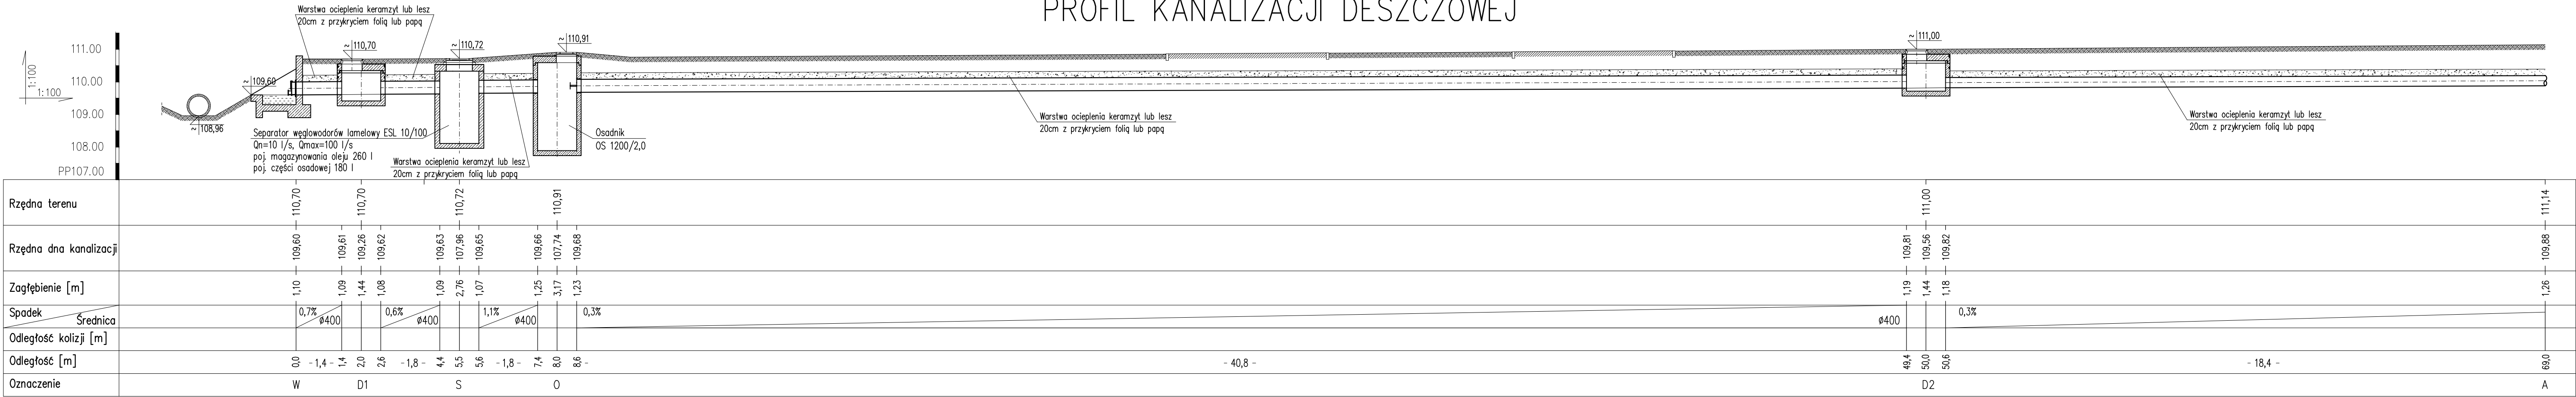 PROFIL KANALIZACJI DESZCZOWEJ
Warstwa ocieplenia keramzyt lub lesz
20cm z przykryciem folią lub papą
~ 110,70
~ 110,72
~ 110,91
~ 111,00
111.00
110.00
109.00
108.00
PP107.00
1:100
1:100
~ 109,60
~ 108,96
Separator węglowodorów lamelowy ESL 10/100
Qn=10 l/s, Qmax=100 l/s
poj. magazynowania oleju 260 l
poj. części osadowej 180 l
Warstwa ocieplenia keramzyt lub lesz
20cm z przykryciem folią lub papą
Osadnik
OS 1200/2,0
Warstwa ocieplenia keramzyt lub lesz
20cm z przykryciem folią lub papą
Warstwa ocieplenia keramzyt lub lesz
20cm z przykryciem folią lub papą
Rzędna terenu 110,70 110,70 110,72 110,91 111,00 111,14
Rzędna dna kanalizacji 109,60 109,61 109,26 109,62 109,63 107,96 109,65 109,66 107,74 109,68 109,81 109,56 109,82 109,88
Zagłębienie [m] 1,10 1,09 1,44 1,08 1,09 2,76 1,07 1,25 3,17 1,23 1,19 1,44 1,18 1,26
Spadek 0,7% 0,6% 1,1% 0,3% 0,3%
Średnica ø400 ø400 ø400 ø400
Odległość kolizji [m]
Odległość [m] 0,0 - 1,4 - 1,4 2,0 2,6 - 1,8 - 4,4 5,5 5,6 - 1,8 - 7,4 8,0 8,6 - - 40,8 - 49,4 50,0 50,6 - 18,4 - 69,0
Oznaczenie W D1 S O D2 A